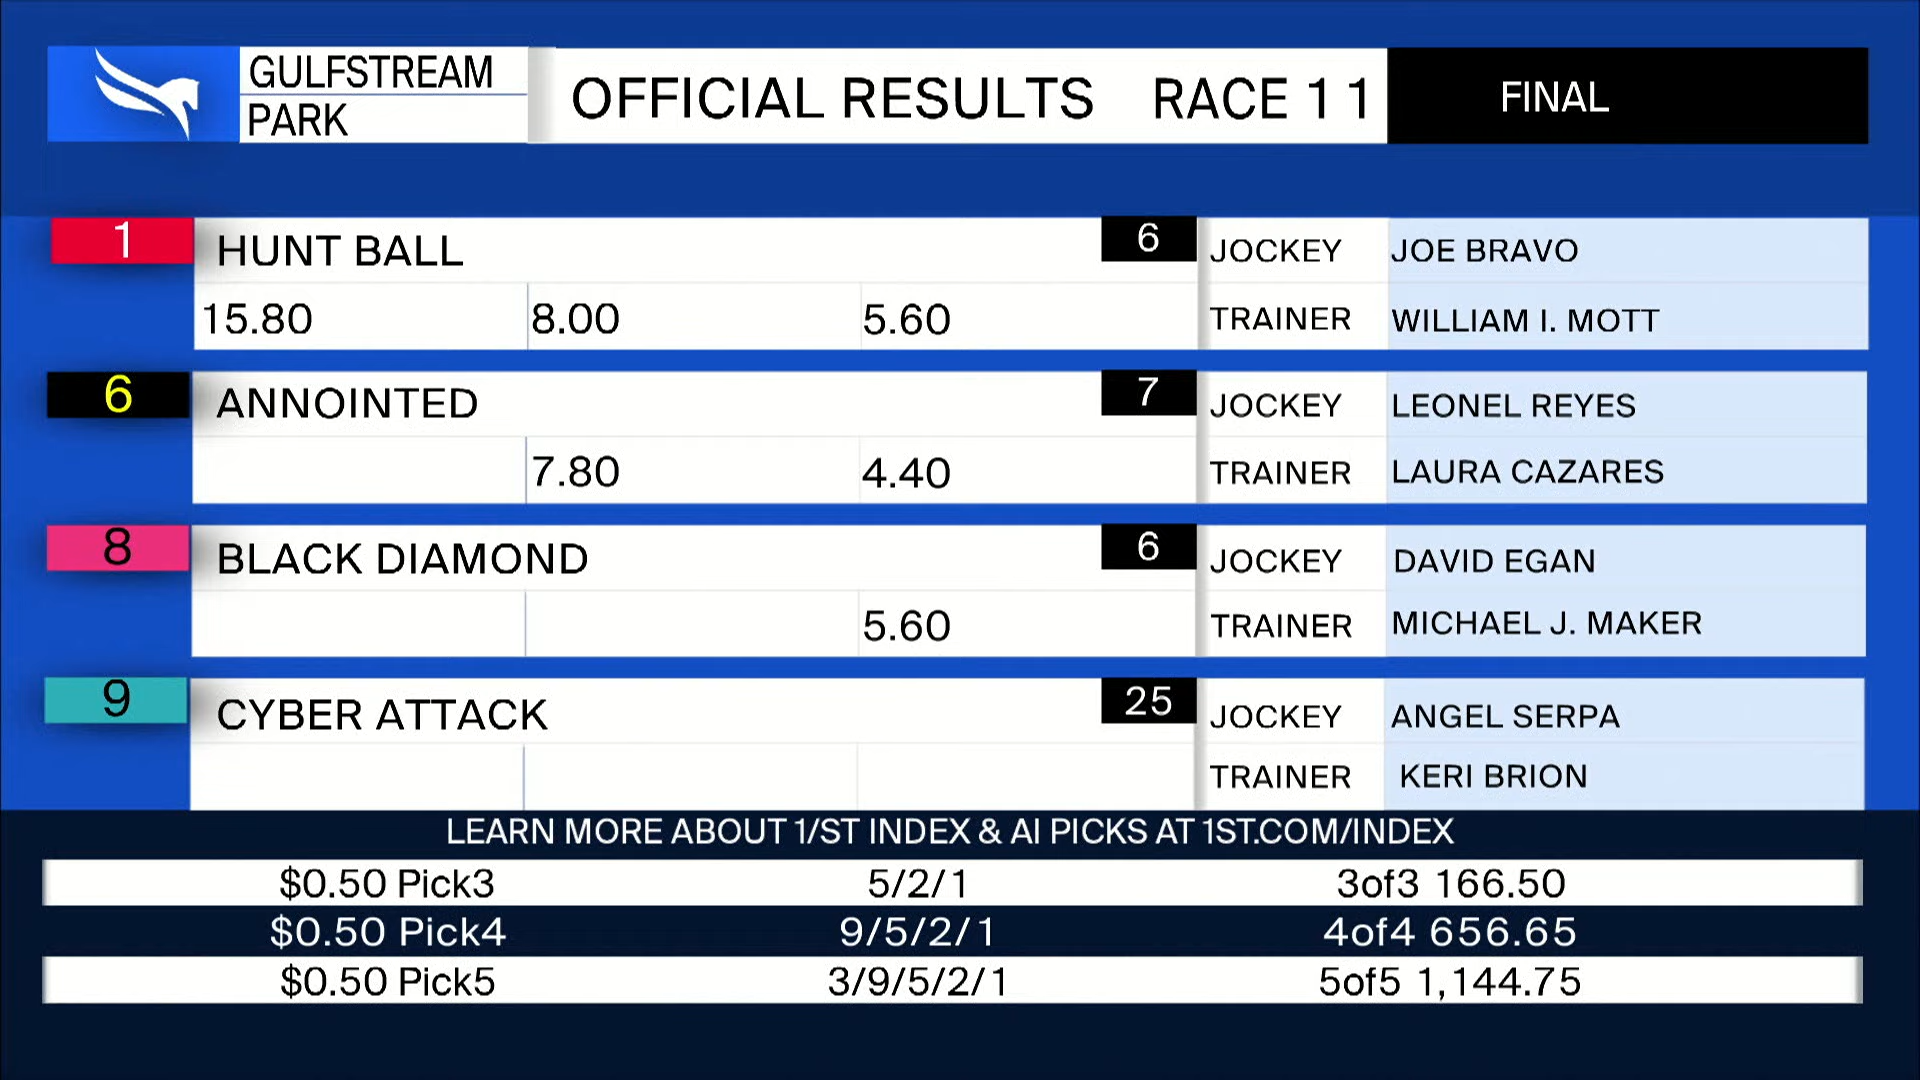 GULFSTREAM
PARK
OFFICIAL RESULTS RACE 11 FINAL
1 HUNT BALL 6 JOCKEY JOE BRAVO
15.80 8.00 5.60 TRAINER WILLIAM I. MOTT
6 ANNOINTED 7 JOCKEY LEONEL REYES
7.80 4.40 TRAINER LAURA CAZARES
8 BLACK DIAMOND 6 JOCKEY DAVID EGAN
5.60 TRAINER MICHAEL J. MAKER
9 CYBER ATTACK 25 JOCKEY ANGEL SERPA
TRAINER KERI BRION
LEARN MORE ABOUT 1/ST INDEX & AI PICKS AT 1ST.COM/INDEX
$0.50 Pick3 5/2/1 3of3 166.50
$0.50 Pick4 9/5/2/1 4of4 656.65
$0.50 Pick5 3/9/5/2/1 5of5 1,144.75